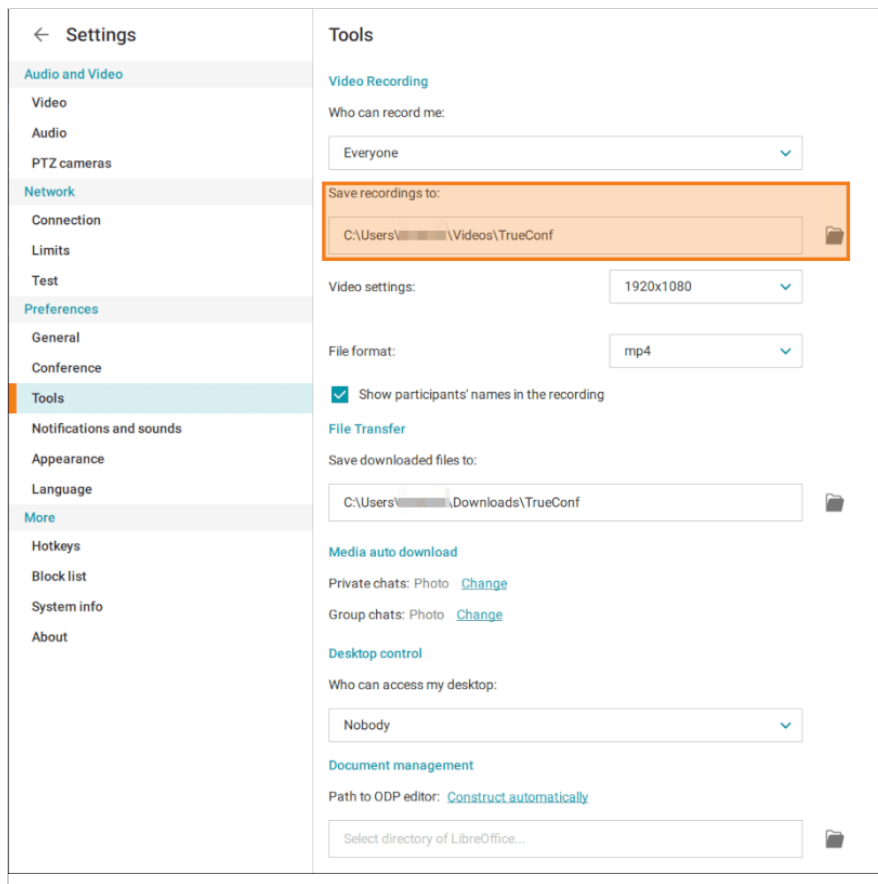 Settings
Audio and Video
Video
Audio
PTZ cameras
Network
Connection
Limits
Test
Preferences
General
Conference
Tools
Notifications and sounds
Appearance
Language
More
Hotkeys
Block list
System info
About
Tools
Video Recording
Who can record me:
Everyone
Save recordings to:
C:\Users\ \Videos\TrueConf
Video settings: 1920x1080
File format: mp4
Show participants' names in the recording
File Transfer
Save downloaded files to:
C:\Users\ \Downloads\TrueConf
Media auto download
Private chats: Photo Change
Group chats: Photo Change
Desktop control
Who can access my desktop:
Nobody
Document management
Path to ODP editor: Construct automatically
Select directory of LibreOffice...